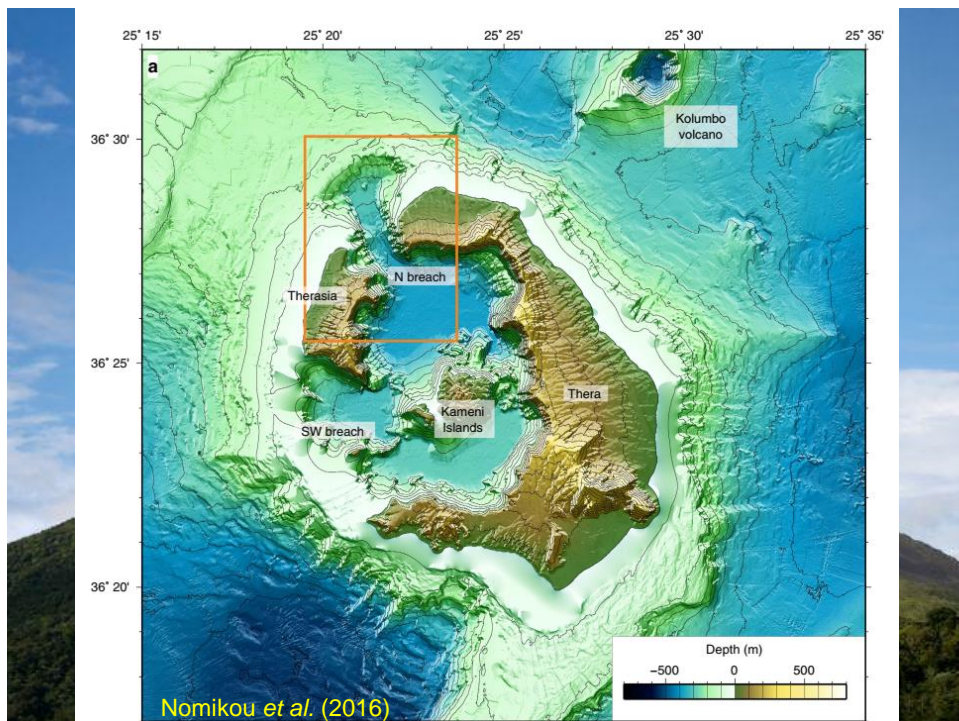 25˚ 15' 25˚ 20' 25˚ 25' 25˚ 30' 25˚ 35'
a
Kolumbo
volcano
36˚ 30'
N breach
Therasia
36˚ 25'
Thera
Kameni
Islands
SW breach
36˚ 20'
Depth (m)
−500 0 500
Nomikou et al. (2016)